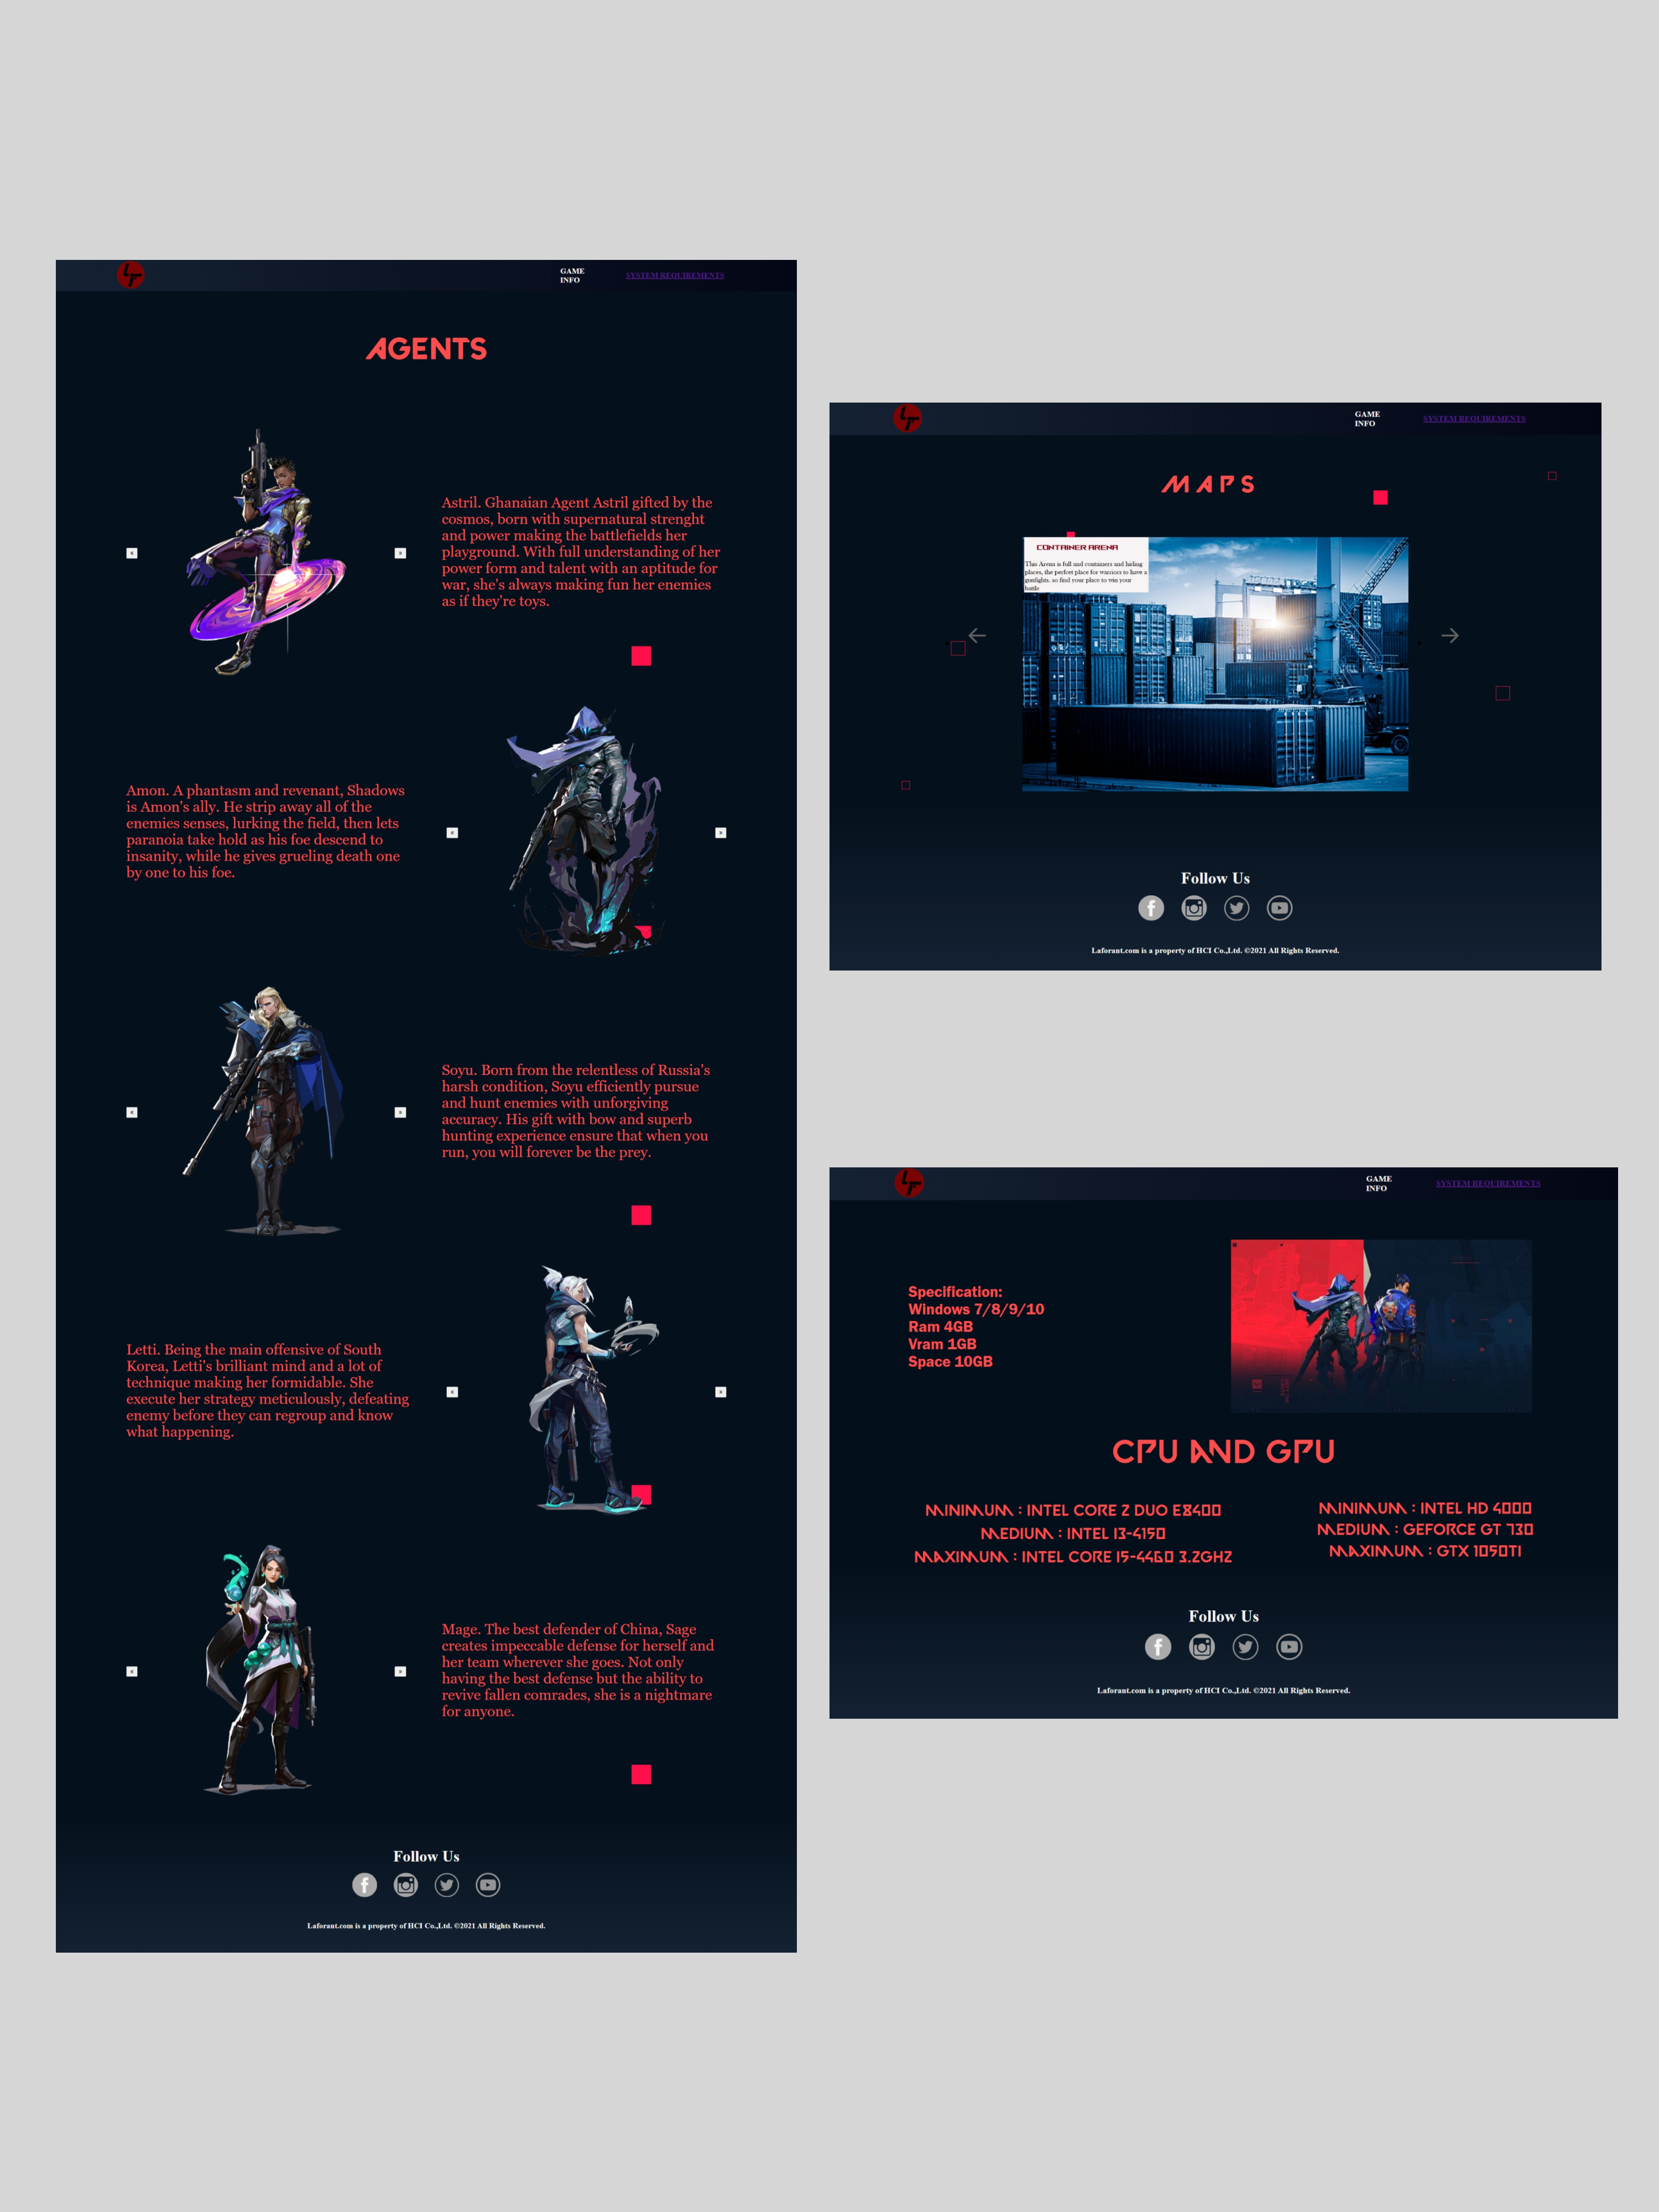 LF
GAME
INFO
SYSTEM REQUIREMENTS
AGENTS
Astril. Ghanaian Agent Astril gifted by the
cosmos, born with supernatural strenght
and power making the battlefields her
playground. With full understanding of her
power form and talent with an aptitude for
war, she's always making fun her enemies
as if they're toys.
«
»
Amon. A phantasm and revenant, Shadows
is Amon's ally. He strip away all of the
enemies senses, lurking the field, then lets
paranoia take hold as his foe descend to
insanity, while he gives grueling death one
by one to his foe.
«
»
Soyu. Born from the relentless of Russia's
harsh condition, Soyu efficiently pursue
and hunt enemies with unforgiving
accuracy. His gift with bow and superb
hunting experience ensure that when you
run, you will forever be the prey.
«
»
Letti. Being the main offensive of South
Korea, Letti's brilliant mind and a lot of
technique making her formidable. She
execute her strategy meticulously, defeating
enemy before they can regroup and know
what happening.
«
»
Mage. The best defender of China, Sage
creates impeccable defense for herself and
her team wherever she goes. Not only
having the best defense but the ability to
revive fallen comrades, she is a nightmare
for anyone.
«
»
Follow Us
Laforant.com is a property of HCI Co.,Ltd. ©2021 All Rights Reserved.
LF
GAME
INFO
SYSTEM REQUIREMENTS
MAPS
CONTAINER ARENA
This Arena is full and containers and hiding
places, the perfect place for warriors to have a
gunfights. so find your place to win your
battle
Follow Us
Laforant.com is a property of HCI Co.,Ltd. ©2021 All Rights Reserved.
LF
GAME
INFO
SYSTEM REQUIREMENTS
Specification:
Windows 7/8/9/10
Ram 4GB
Vram 1GB
Space 10GB
CPU AND GPU
MINIMUM : INTEL CORE 2 DUO E8400
MEDIUM : INTEL I3-4150
MAXIMUM : INTEL CORE I5-4460 3.2GHZ
MINIMUM : INTEL HD 4000
MEDIUM : GEFORCE GT 730
MAXIMUM : GTX 1050TI
Follow Us
Laforant.com is a property of HCI Co.,Ltd. ©2021 All Rights Reserved.